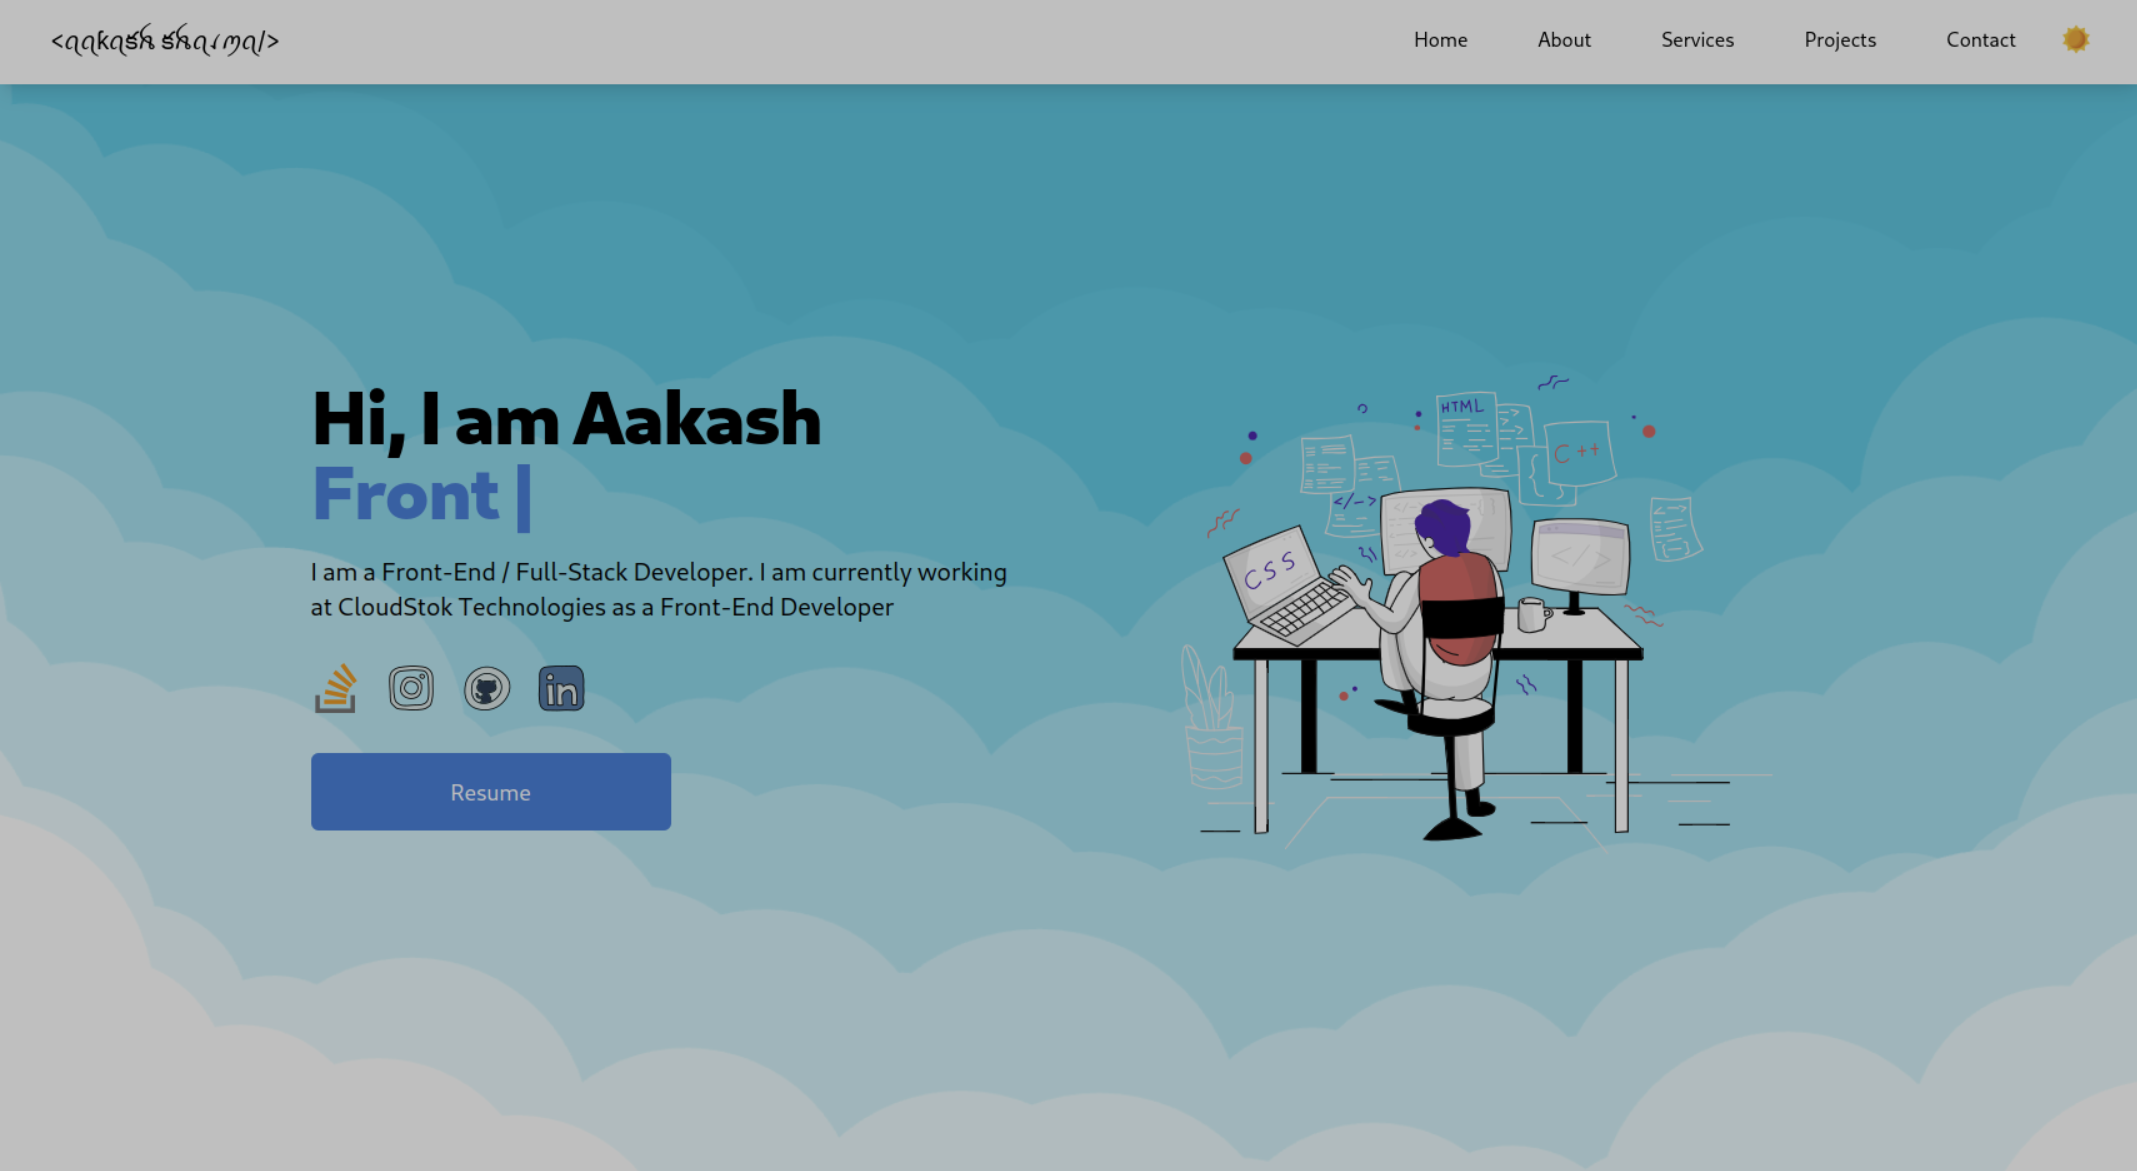 <aakash sharma/>
Home
About
Services
Projects
Contact
Hi, I am Aakash
Front |
I am a Front-End / Full-Stack Developer. I am currently working
at CloudStok Technologies as a Front-End Developer
in
Resume
HTML
C++
</->
CSS
</>